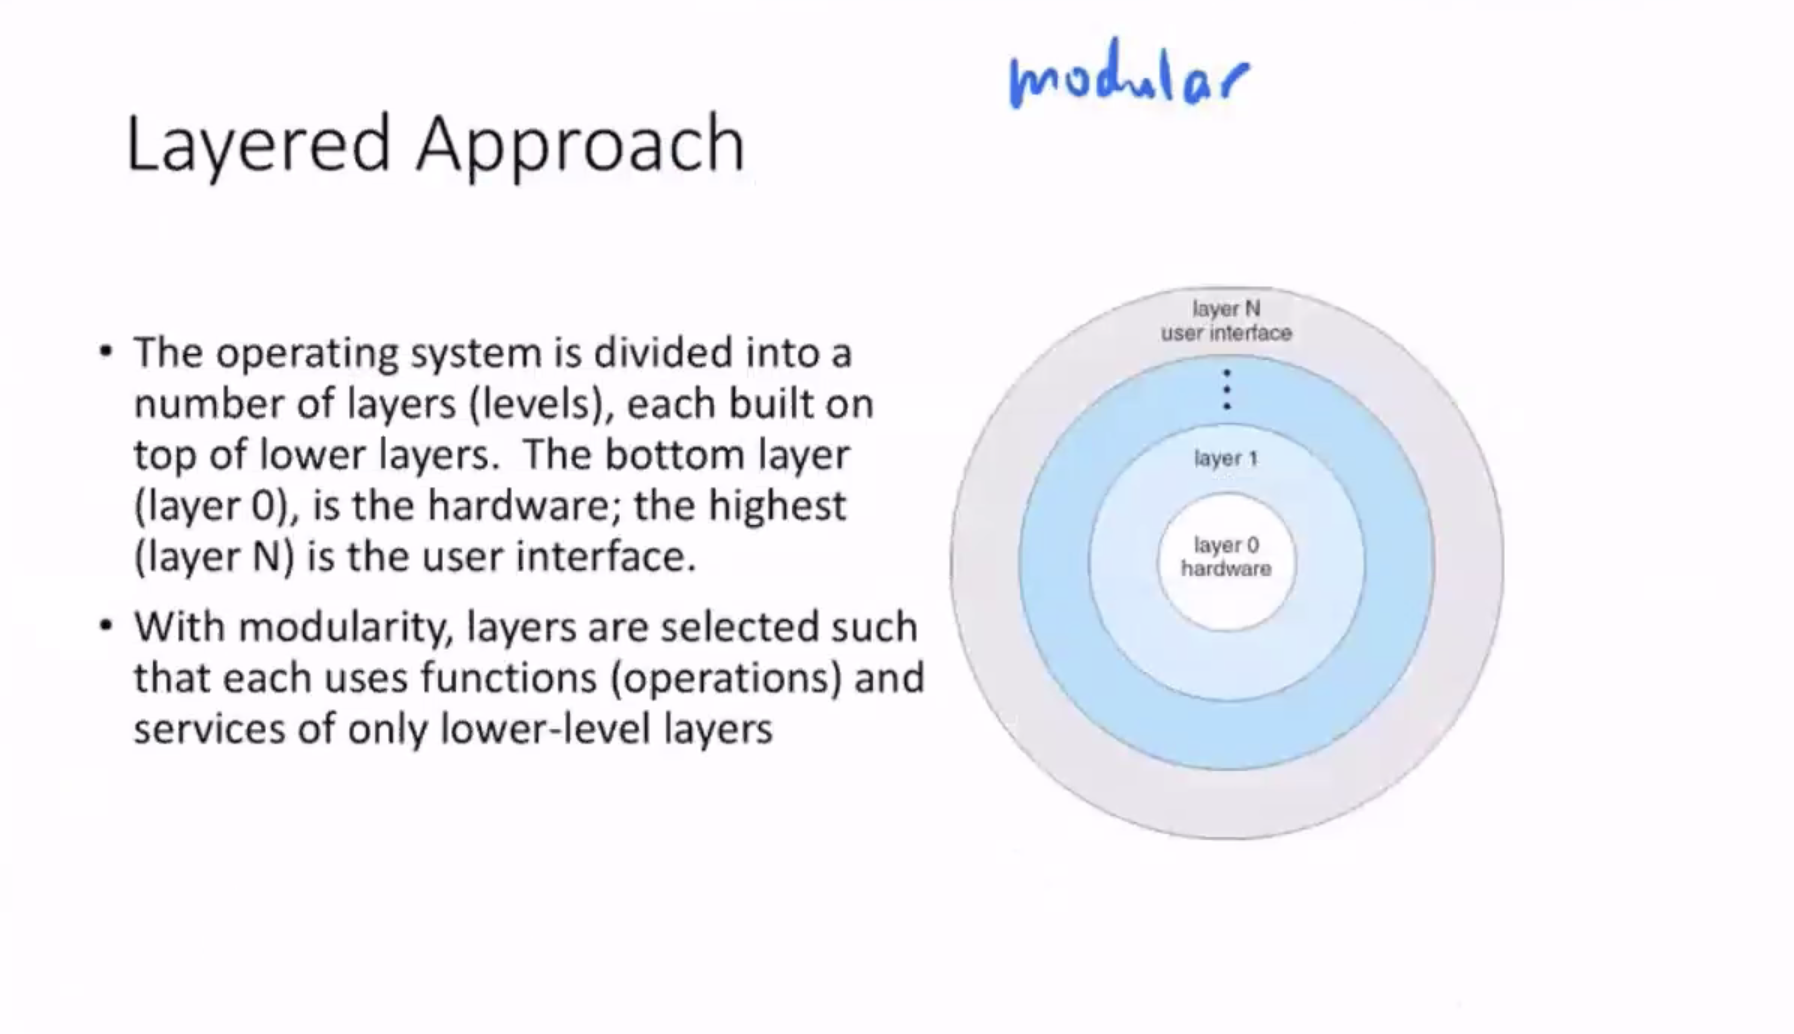 modular
Layered Approach
• The operating system is divided into a
number of layers (levels), each built on
top of lower layers.  The bottom layer
(layer 0), is the hardware; the highest
(layer N) is the user interface.
• With modularity, layers are selected such
that each uses functions (operations) and
services of only lower-level layers
layer N
user interface
layer 1
layer 0
hardware